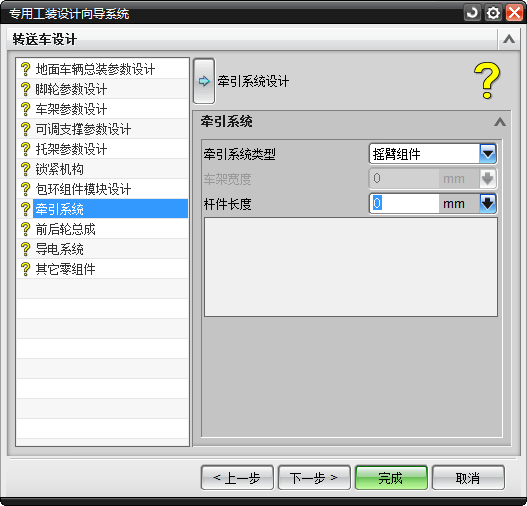 专用工装设计向导系统
转送车设计
地面车辆总装参数设计
脚轮参数设计
车架参数设计
可调支撑参数设计
托架参数设计
锁紧机构
包环组件模块设计
牵引系统
前后轮总成
导电系统
其它零组件
牵引系统设计
牵引系统
牵引系统类型 摇臂组件
车架宽度 0 mm
杆件长度 0 mm
< 上一步 下一步 > 完成 取消